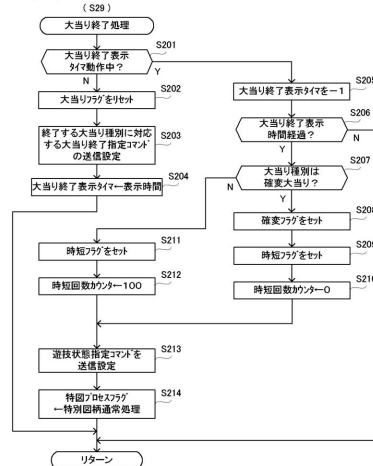 (S29)
大当り終了処理
S201
大当り終了表示
タイマ動作中?
N
Y
S202
大当りフラグをリセット
S203
終了する大当り種別に対応
する大当り終了指定コマンド
の送信設定
S204
大当り終了表示タイマ←表示時間
S205
大当り終了表示タイマを－1
S206
大当り終了表示
時間経過?
N
Y
S207
大当り種別は
確変大当り?
N
Y
S208
確変フラグをセット
S209
時短フラグをセット
S210
時短回数カウンタ←0
S211
時短フラグをセット
S212
時短回数カウンタ←100
S213
遊技状態指定コマンドを
送信設定
S214
特図プロセスフラグ
←特別図柄通常処理
リターン